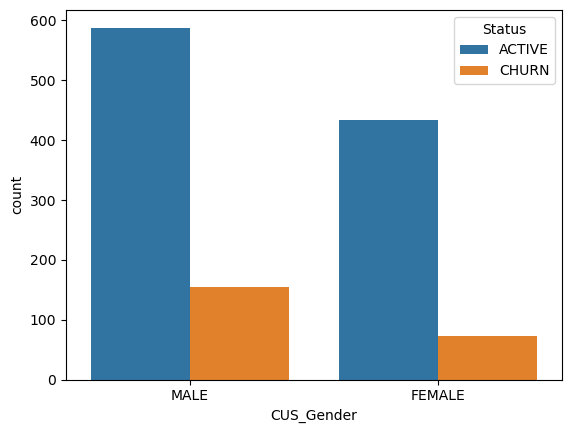 Status
ACTIVE
CHURN
600
500
400
300
200
100
0
count
MALE
FEMALE
CUS_Gender